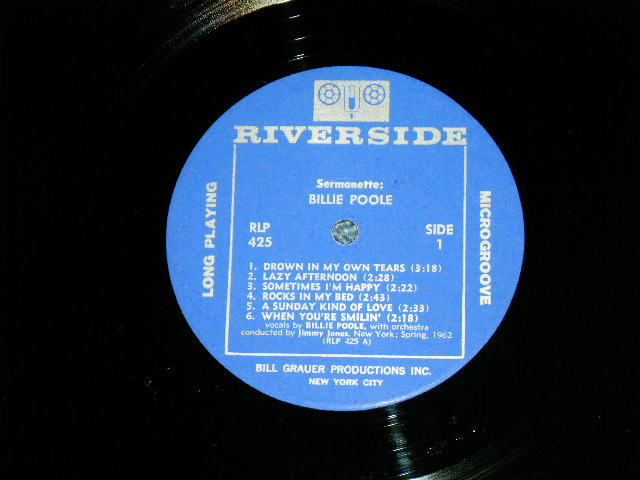 RIVERSIDE
Sermonette:
BILLIE POOLE
RLP
425
SIDE
1
LONG PLAYING
MICROGROOVE
1. DROWN IN MY OWN TEARS (3:18)
2. LAZY AFTERNOON (2:28)
3. SOMETIMES I'M HAPPY (2:22)
4. ROCKS IN MY BED (2:43)
5. A SUNDAY KIND OF LOVE (2:33)
6. WHEN YOU'RE SMILIN' (2:18)
vocals by BILLIE POOLE, with orchestra
conducted by Jimmy Jones. New York; Spring, 1962
(RLP 425 A)
BILL GRAUER PRODUCTIONS INC.
NEW YORK CITY